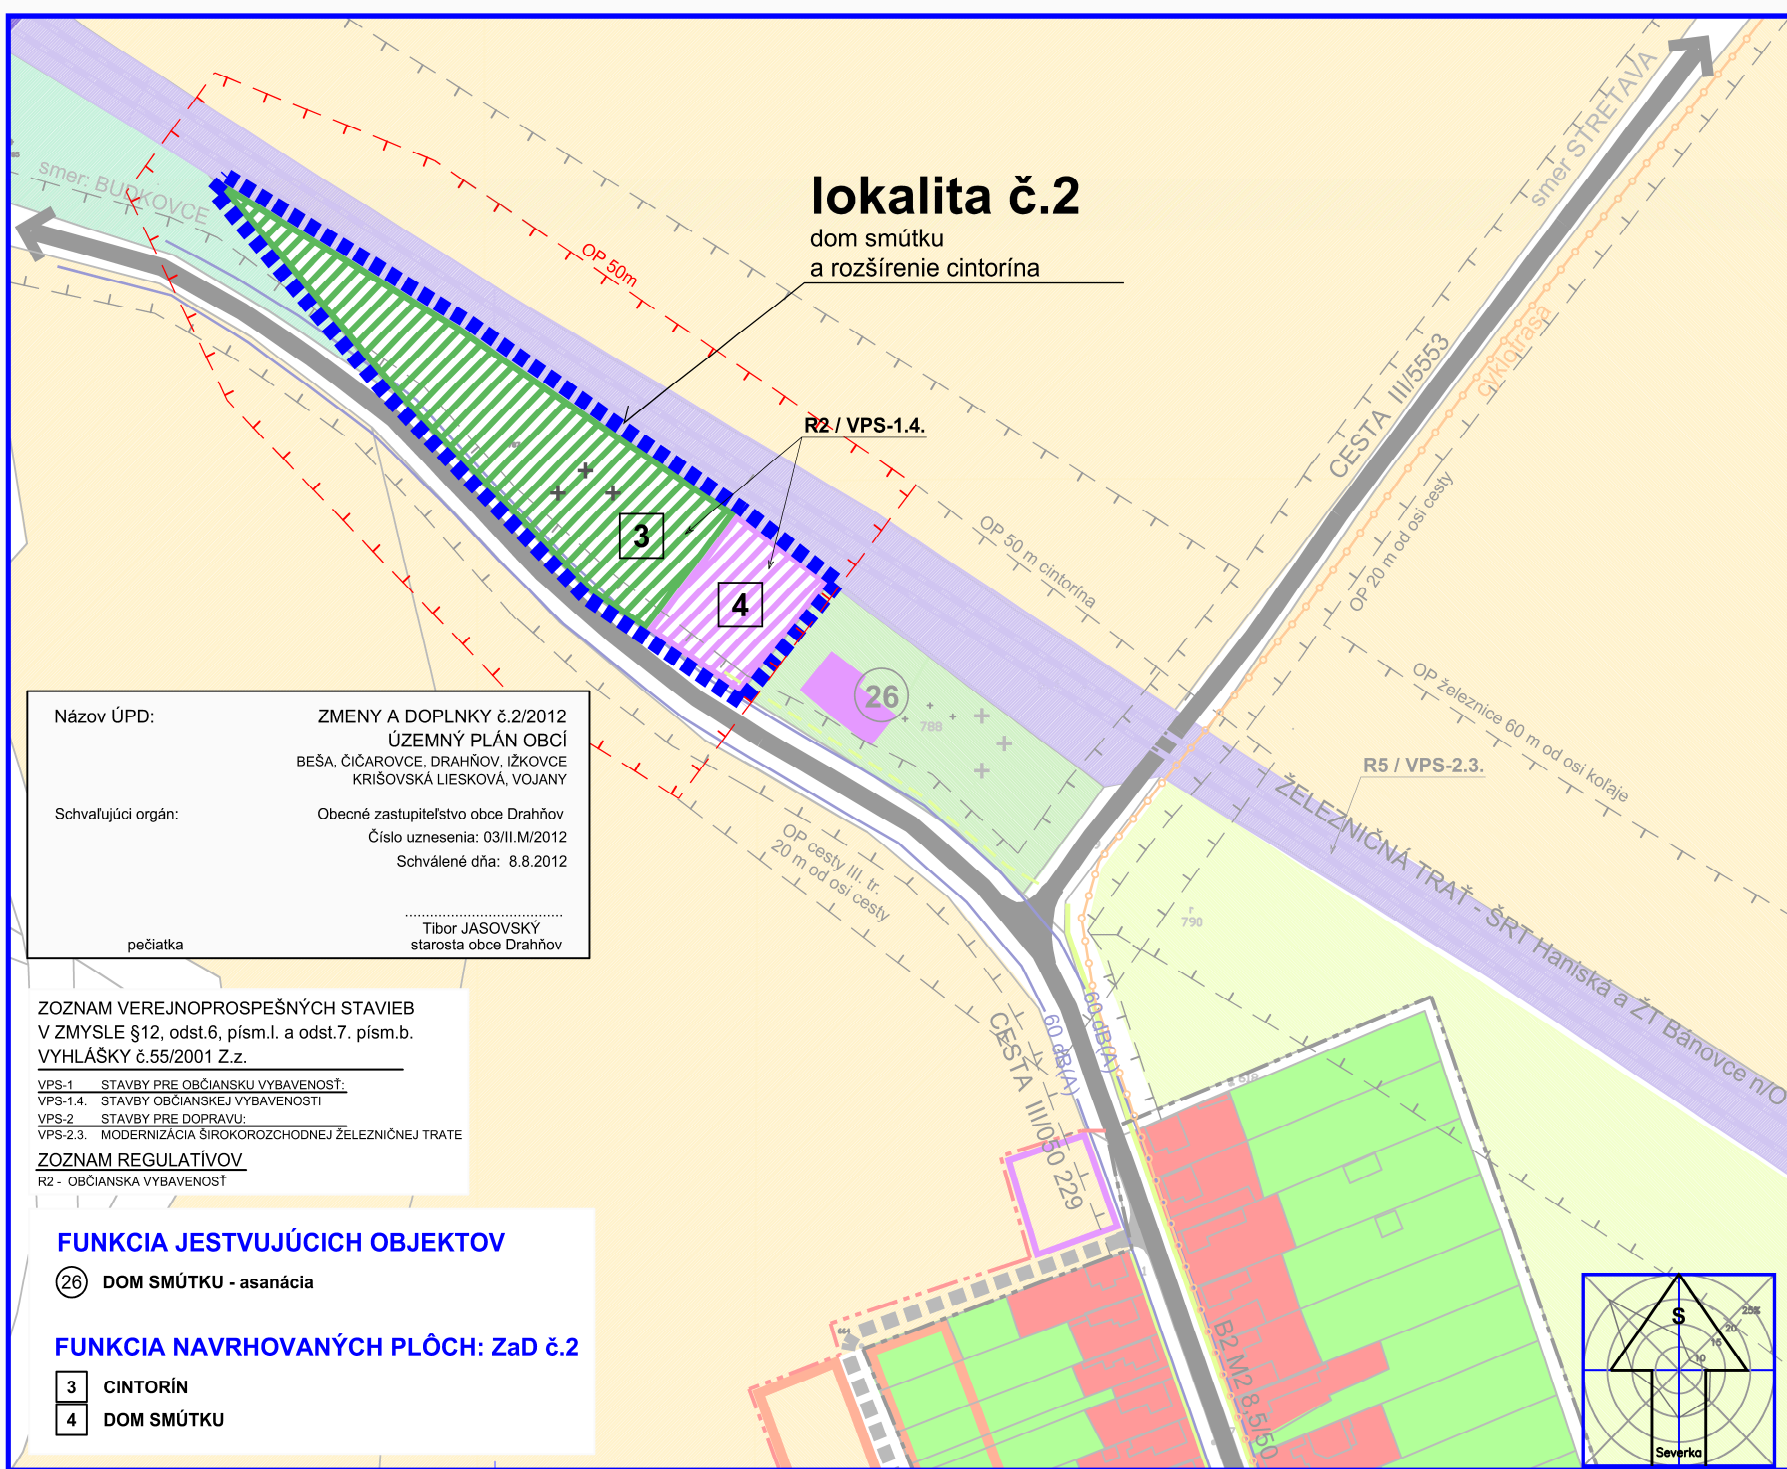 lokalita č.2
dom smútku
a rozšírenie cintorína
smer: BUDKOVCE
smer STRETAVA
OP 50m
R2 / VPS-1.4.
3
4
CESTA III/5553
cyklotrasa
OP 20 m od osi cesty
OP 50 m cintorína
OP železnice 60 m od osi koľaje
R5 / VPS-2.3.
26
788
ŽELEZNIČNÁ TRAŤ - ŠRT Haniska a ŽT Bánovce n/O
OP cesty III. tr.
20 m od osi cesty
790
CESTA III/050 229
60 dB(A)
60 dB(A)
B2 M2 8,5/50
Názov ÚPD:
ZMENY A DOPLNKY č.2/2012
ÚZEMNÝ PLÁN OBCÍ
BEŠA, ČIČAROVCE, DRAHŇOV, IŽKOVCE
KRIŠOVSKÁ LIESKOVÁ, VOJANY
Schvaľujúci orgán:
Obecné zastupiteľstvo obce Drahňov
Číslo uznesenia: 03/II.M/2012
Schválené dňa: 8.8.2012
Tibor JASOVSKÝ
pečiatka
starosta obce Drahňov
ZOZNAM VEREJNOPROSPEŠNÝCH STAVIEB
V ZMYSLE §12, odst.6, písm.l. a odst.7. písm.b.
VYHLÁŠKY č.55/2001 Z.z.
VPS-1 STAVBY PRE OBČIANSKU VYBAVENOSŤ:
VPS-1.4. STAVBY OBČIANSKEJ VYBAVENOSTI
VPS-2 STAVBY PRE DOPRAVU:
VPS-2.3. MODERNIZÁCIA ŠIROKOROZCHODNEJ ŽELEZNIČNEJ TRATE
ZOZNAM REGULATÍVOV
R2 - OBČIANSKA VYBAVENOSŤ
FUNKCIA JESTVUJÚCICH OBJEKTOV
26 DOM SMÚTKU - asanácia
FUNKCIA NAVRHOVANÝCH PLÔCH: ZaD č.2
3 CINTORÍN
4 DOM SMÚTKU
S
25%
20
15
10
Severka